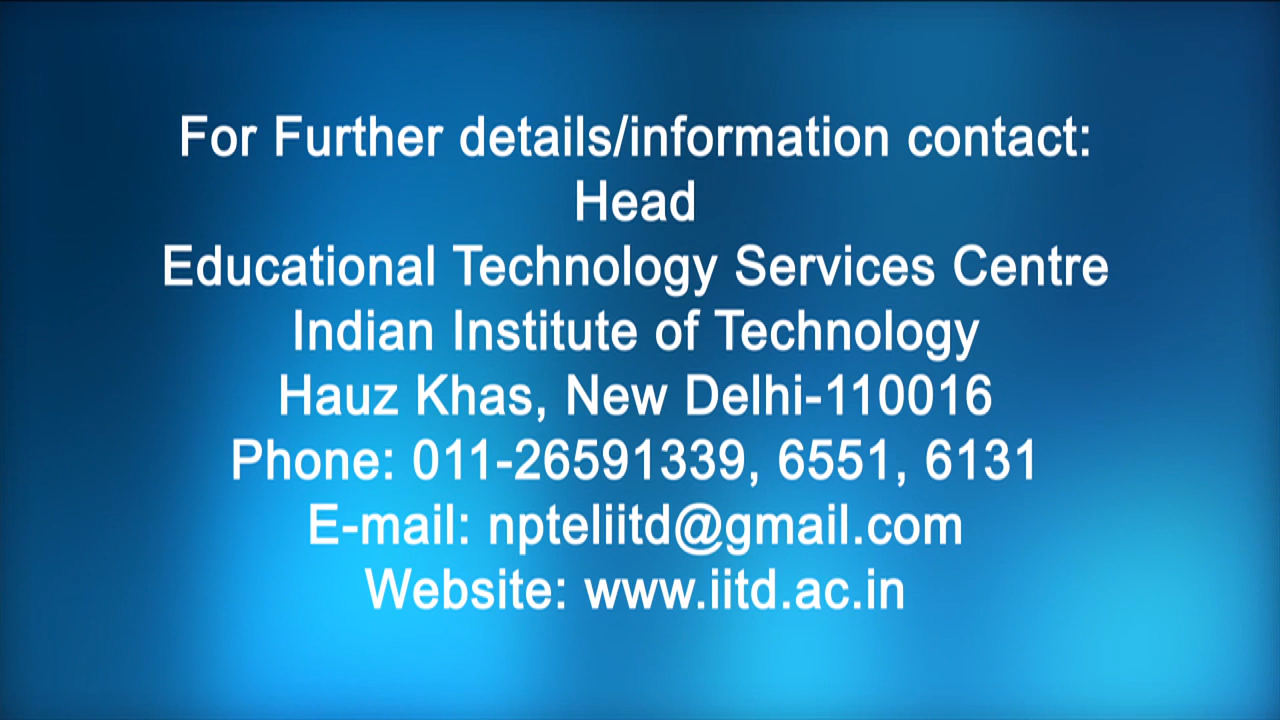 For Further details/information contact:
Head
Educational Technology Services Centre
Indian Institute of Technology
Hauz Khas, New Delhi-110016
Phone: 011-26591339, 6551, 6131
E-mail: npteliitd@gmail.com
Website: www.iitd.ac.in